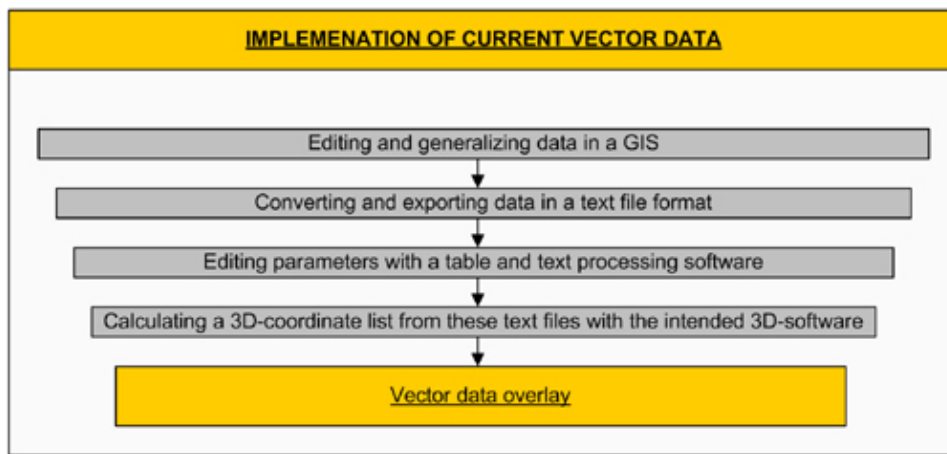 IMPLEMENATION OF CURRENT VECTOR DATA
Editing and generalizing data in a GIS
Converting and exporting data in a text file format
Editing parameters with a table and text processing software
Calculating a 3D-coordinate list from these text files with the intended 3D-software
Vector data overlay